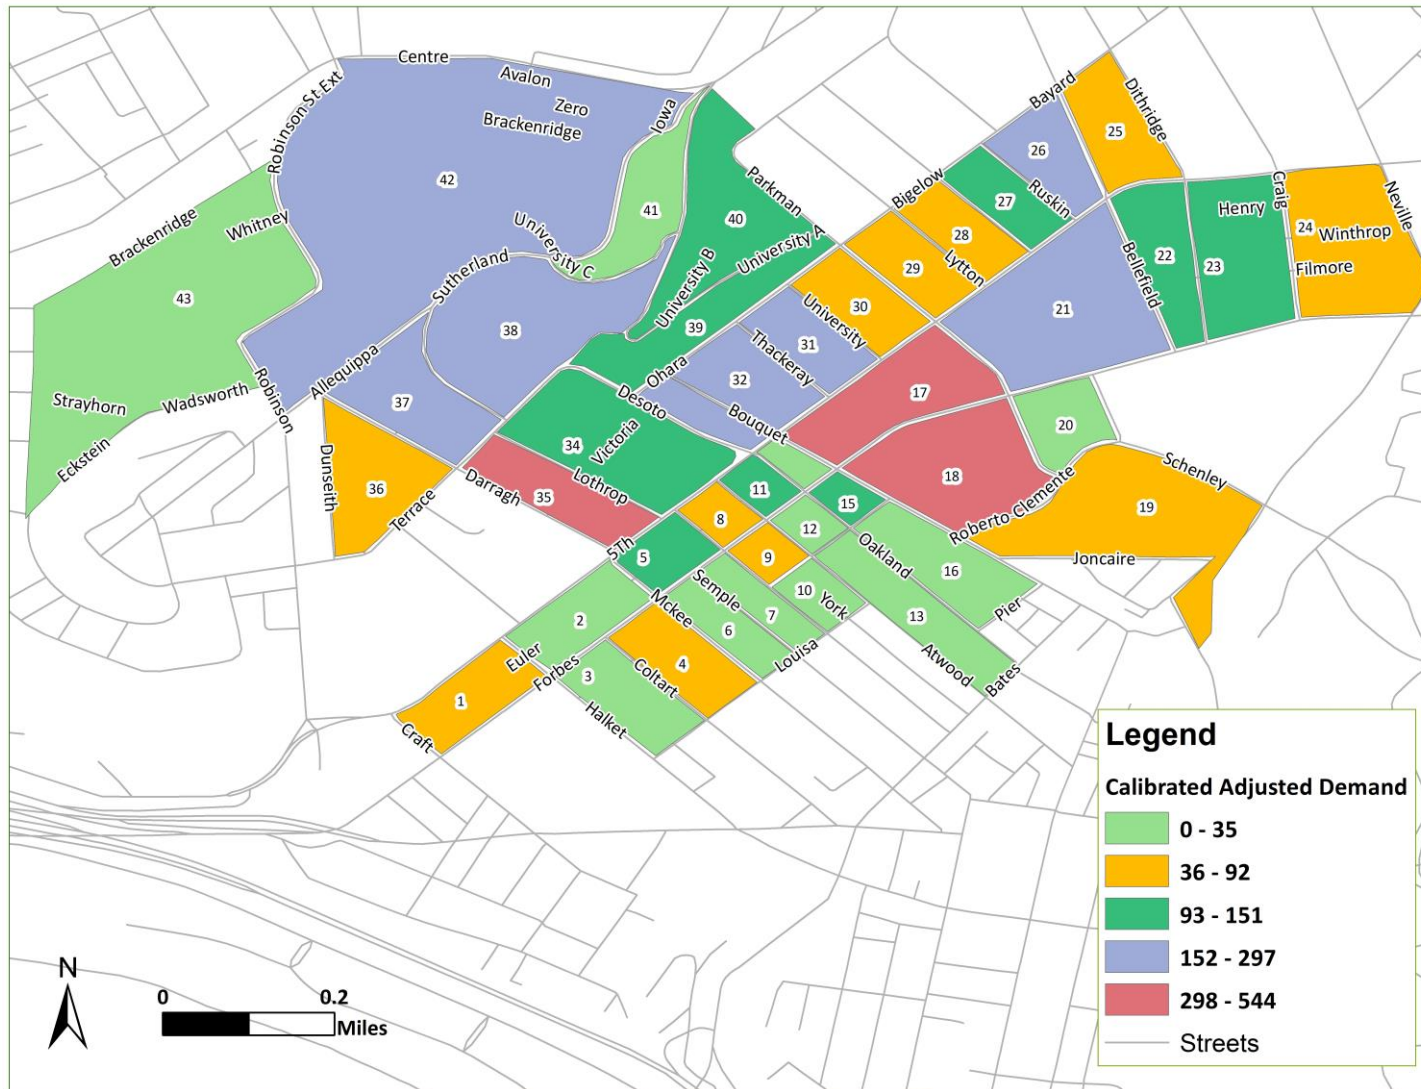 Centre
Avalon
Zero
Brackenridge
Iowa
Robinson St Ext
Bayard
Dithridge
25
26
42
41
40
Parkman
Bigelow
27
Ruskin
Craig
Neville
Henry
24
Winthrop
Filmore
Brackenridge
Whitney
University C
Sutherland
University B
University A
28
29
Lytton
Bellefield
22
23
43
38
39
30
University
21
31
Thackeray
Ohara
32
Allequippa
Robinson
Strayhorn
Wadsworth
Eckstein
37
Desoto
Bouquet
17
20
34
Victoria
Lothrop
Dunseith
36
Terrace
Darragh
35
11
15
18
Roberto Clemente
Schenley
19
Joncaire
5Th
5
8
12
9
Oakland
16
Pier
Semple
10
York
7
13
Mckee
6
Louisa
Atwood
Bates
2
Euler
Forbes
3
4
Coltart
Halket
1
Craft
Legend
Calibrated Adjusted Demand
0 - 35
36 - 92
93 - 151
152 - 297
298 - 544
Streets
N
0 0.2
Miles